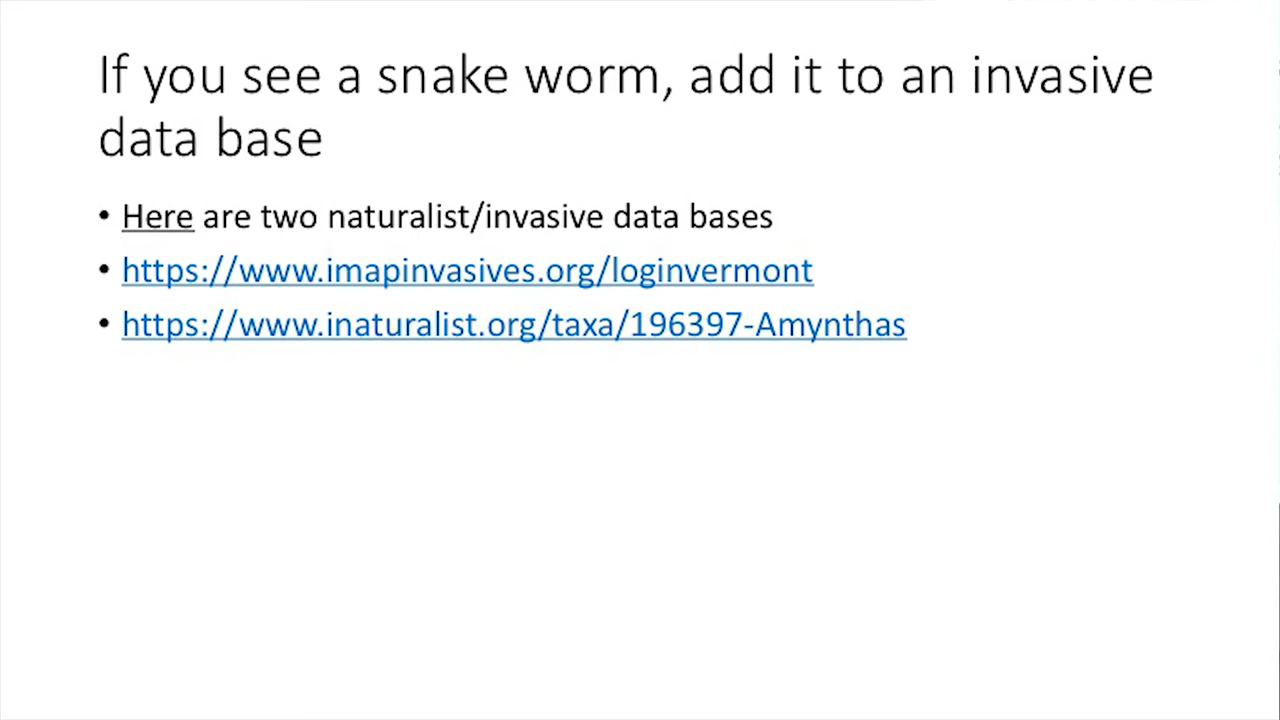 If you see a snake worm, add it to an invasive
data base
• Here are two naturalist/invasive data bases
• https://www.imapinvasives.org/loginvermont
• https://www.inaturalist.org/taxa/196397-Amynthas